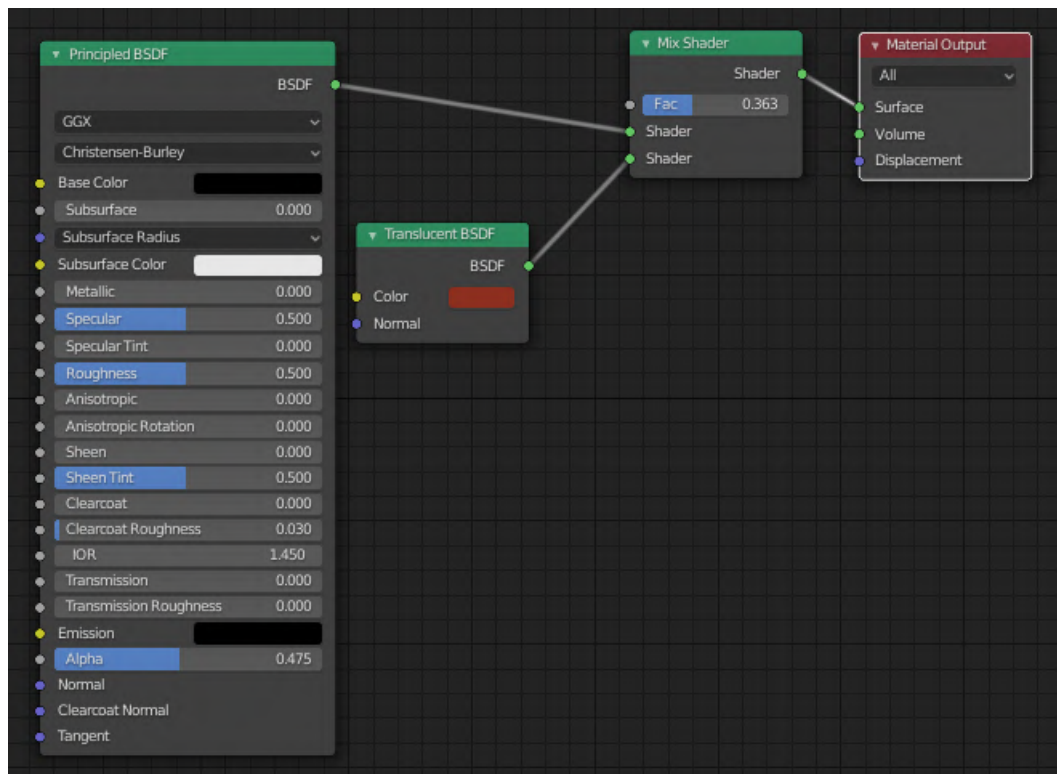 Principled BSDF
BSDF
GGX
Christensen-Burley
Base Color
Subsurface 0.000
Subsurface Radius
Subsurface Color
Metallic 0.000
Specular 0.500
Specular Tint 0.000
Roughness 0.500
Anisotropic 0.000
Anisotropic Rotation 0.000
Sheen 0.000
Sheen Tint 0.500
Clearcoat 0.000
Clearcoat Roughness 0.030
IOR 1.450
Transmission 0.000
Transmission Roughness 0.000
Emission
Alpha 0.475
Normal
Clearcoat Normal
Tangent
Translucent BSDF
BSDF
Color
Normal
Mix Shader
Shader
Fac 0.363
Shader
Shader
Material Output
All
Surface
Volume
Displacement